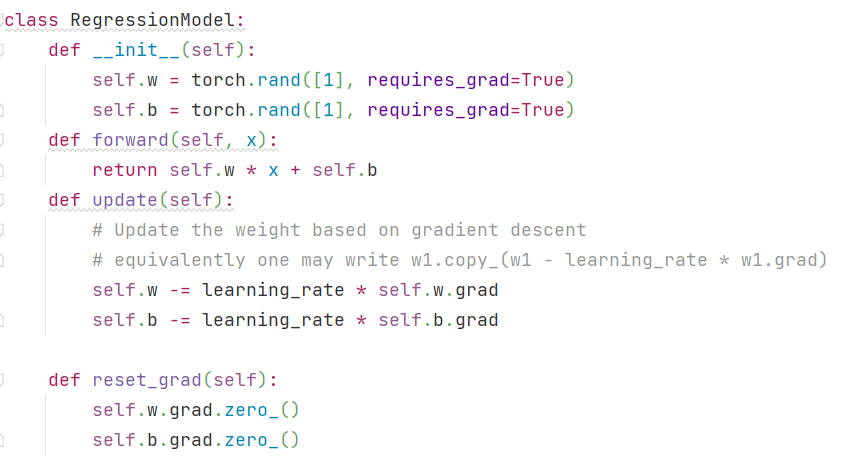 class RegressionModel:
    def __init__(self):
        self.w = torch.rand([1], requires_grad=True)
        self.b = torch.rand([1], requires_grad=True)
    def forward(self, x):
        return self.w * x + self.b
    def update(self):
        # Update the weight based on gradient descent
        # equivalently one may write w1.copy_(w1 - learning_rate * w1.grad)
        self.w -= learning_rate * self.w.grad
        self.b -= learning_rate * self.b.grad

    def reset_grad(self):
        self.w.grad.zero_()
        self.b.grad.zero_()